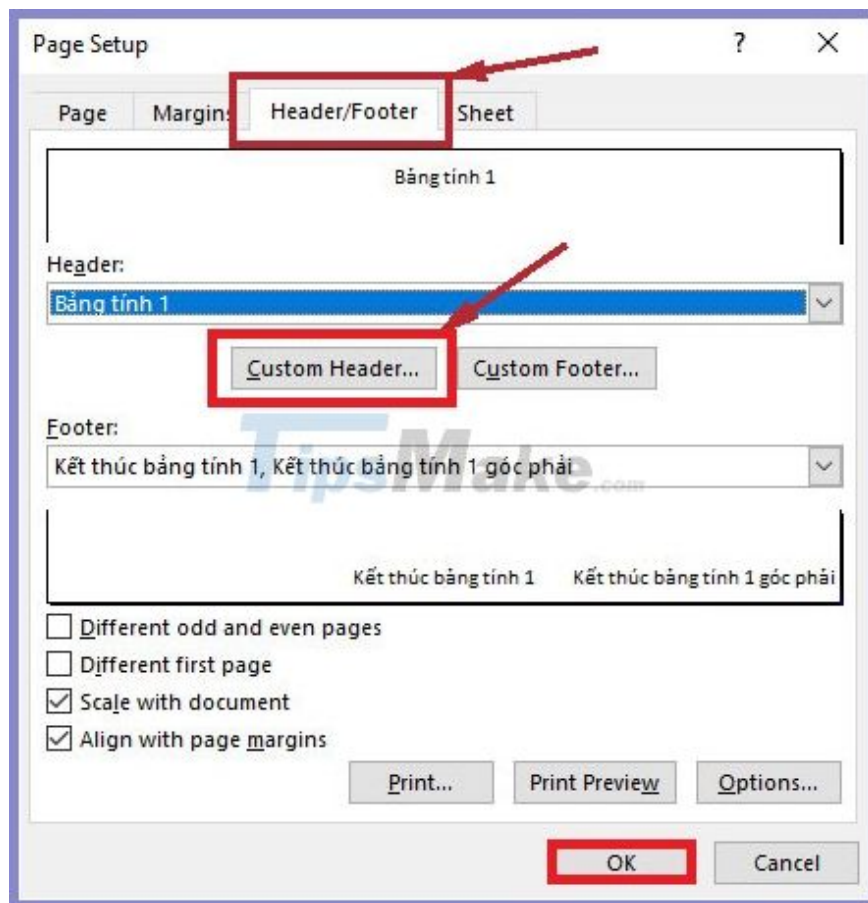 Page Setup ? X
Page Margins Header/Footer Sheet
Bảng tính 1
Header:
Bảng tính 1
Custom Header... Custom Footer...
Footer:
TipsMake.com
Kết thúc bảng tính 1, Kết thúc bảng tính 1 góc phải
Kết thúc bảng tính 1 Kết thúc bảng tính 1 góc phải
Different odd and even pages
Different first page
Scale with document
Align with page margins
Print... Print Preview Options...
OK Cancel